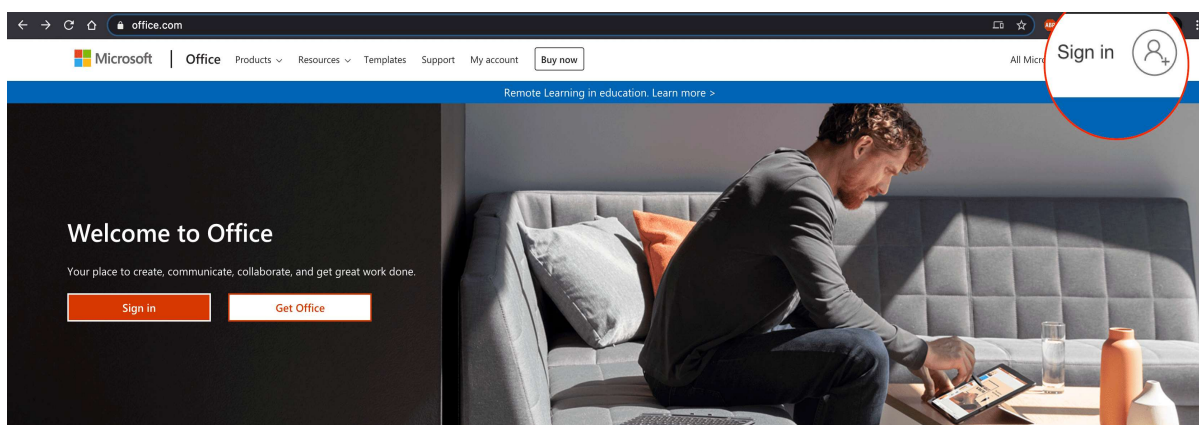 office.com
ABP
Microsoft Office Products Resources Templates Support My account Buy now
All Micro
Sign in
Remote Learning in education. Learn more >
Welcome to Office
Your place to create, communicate, collaborate, and get great work done.
Sign in Get Office